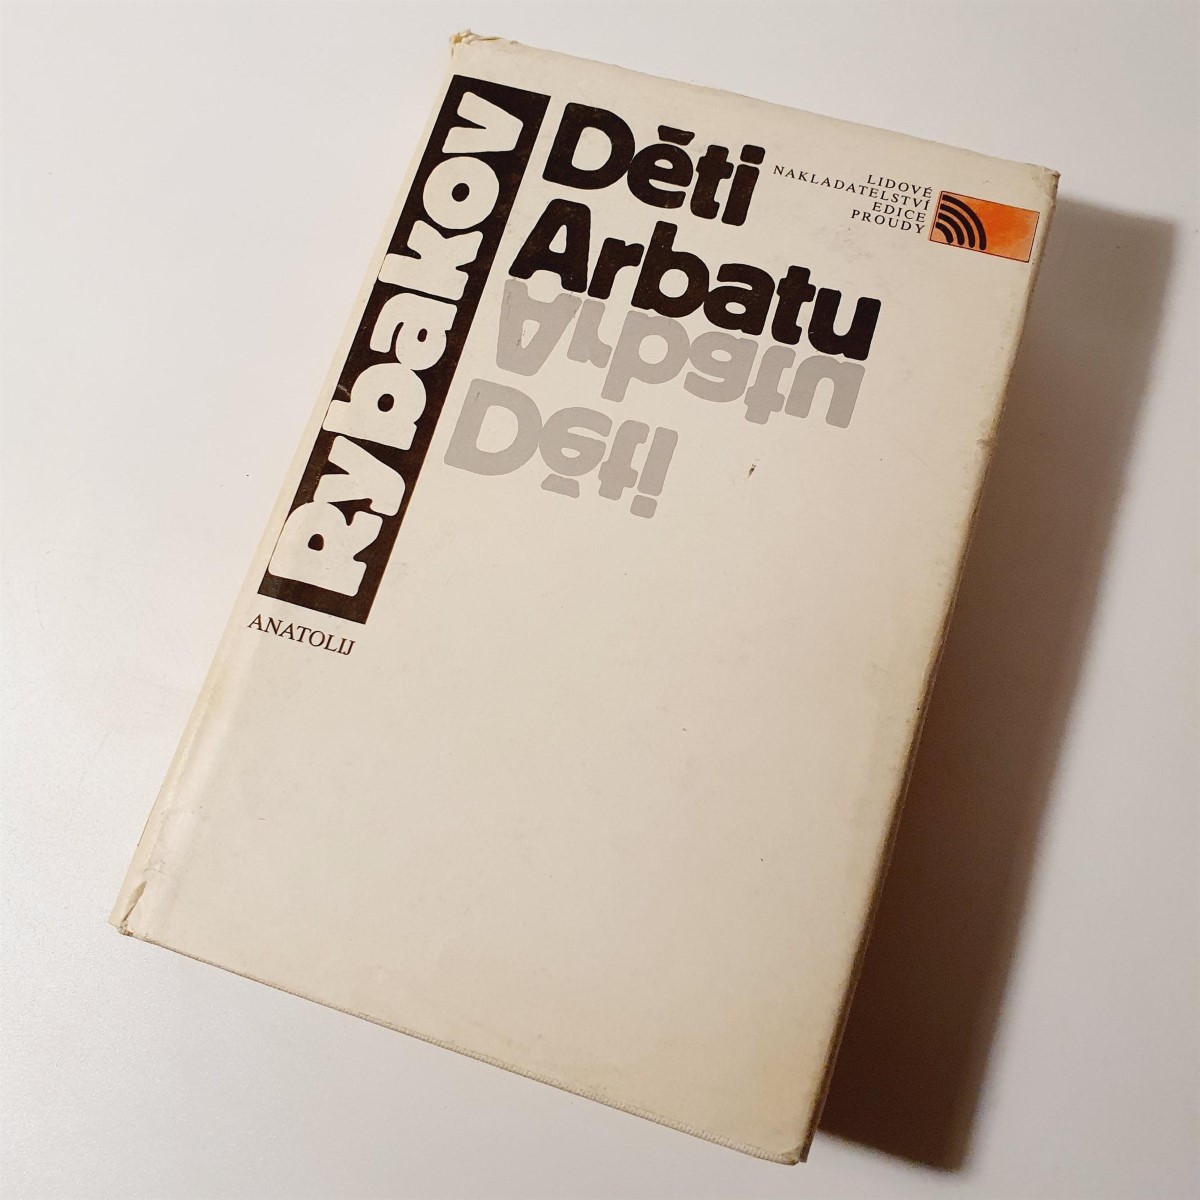 Rybakov
ANATOLIJ
Děti
Arbatu
Arbatu
Děti
LIDOVÉ
NAKLADATELSTVÍ
EDICE
PROUDY